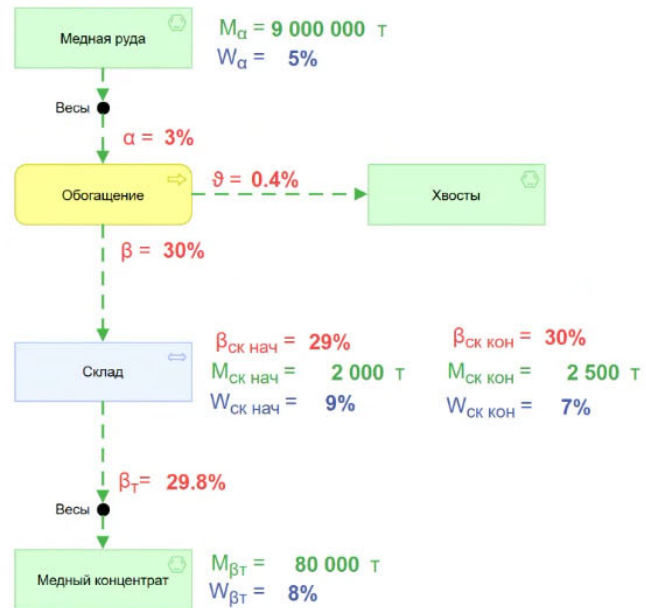 Медная руда
Mα = 9 000 000 т
Wα = 5%
Весы
α = 3%
Обогащение
ϑ = 0.4%
Хвосты
β = 30%
Склад
βск нач = 29%
Mск нач = 2 000 т
Wск нач = 9%
βск кон = 30%
Mск кон = 2 500 т
Wск кон = 7%
βт= 29.8%
Весы
Медный концентрат
Mβт = 80 000 т
Wβт = 8%